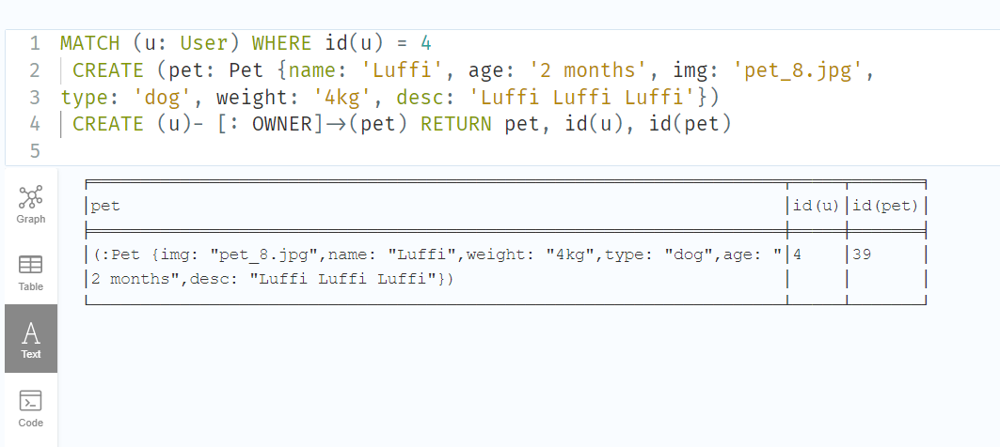 1 MATCH (u: User) WHERE id(u) = 4
2 CREATE (pet: Pet {name: 'Luffi', age: '2 months', img: 'pet_8.jpg',
3 type: 'dog', weight: '4kg', desc: 'Luffi Luffi Luffi'})
4 CREATE (u)- [: OWNER]→(pet) RETURN pet, id(u), id(pet)
5
Graph
Table
Text
Code
pet id(u) id(pet)
(:Pet {img: "pet_8.jpg",name: "Luffi",weight: "4kg",type: "dog",age: " 4 39
2 months",desc: "Luffi Luffi Luffi"})